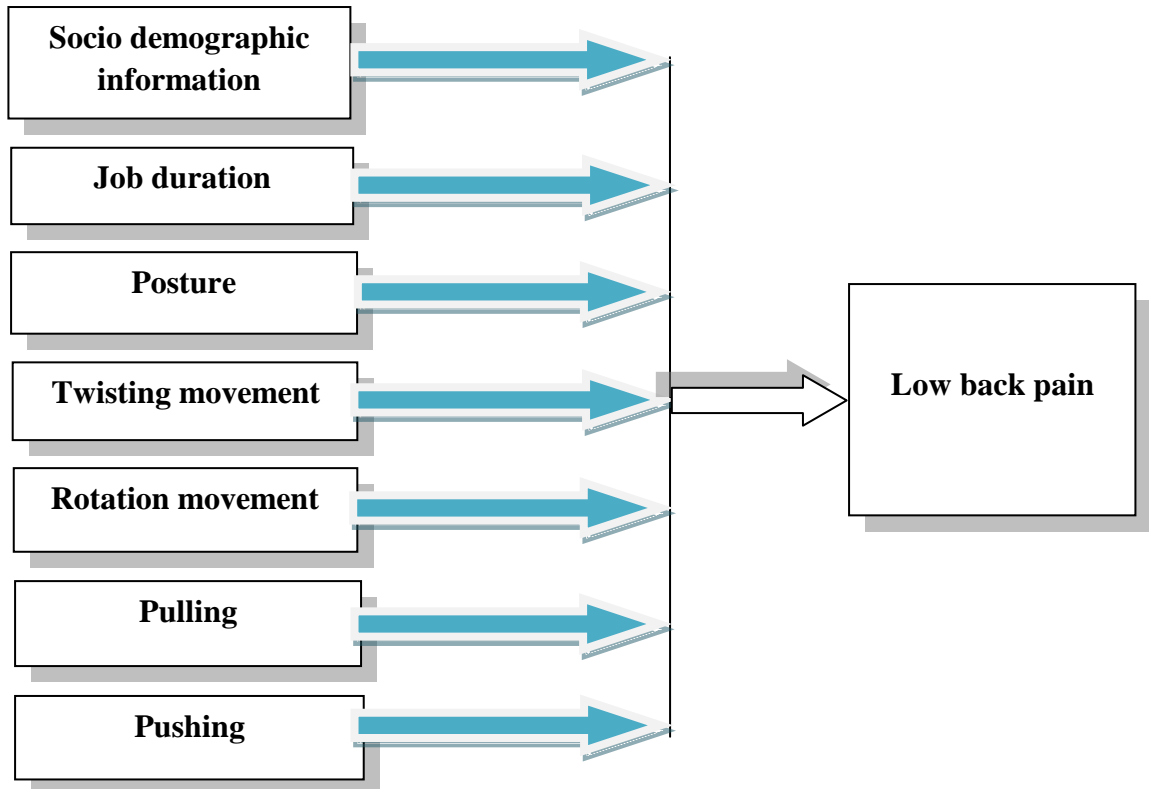 Socio demographic
information
Job duration
Posture
Twisting movement
Rotation movement
Pulling
Pushing
Low back pain